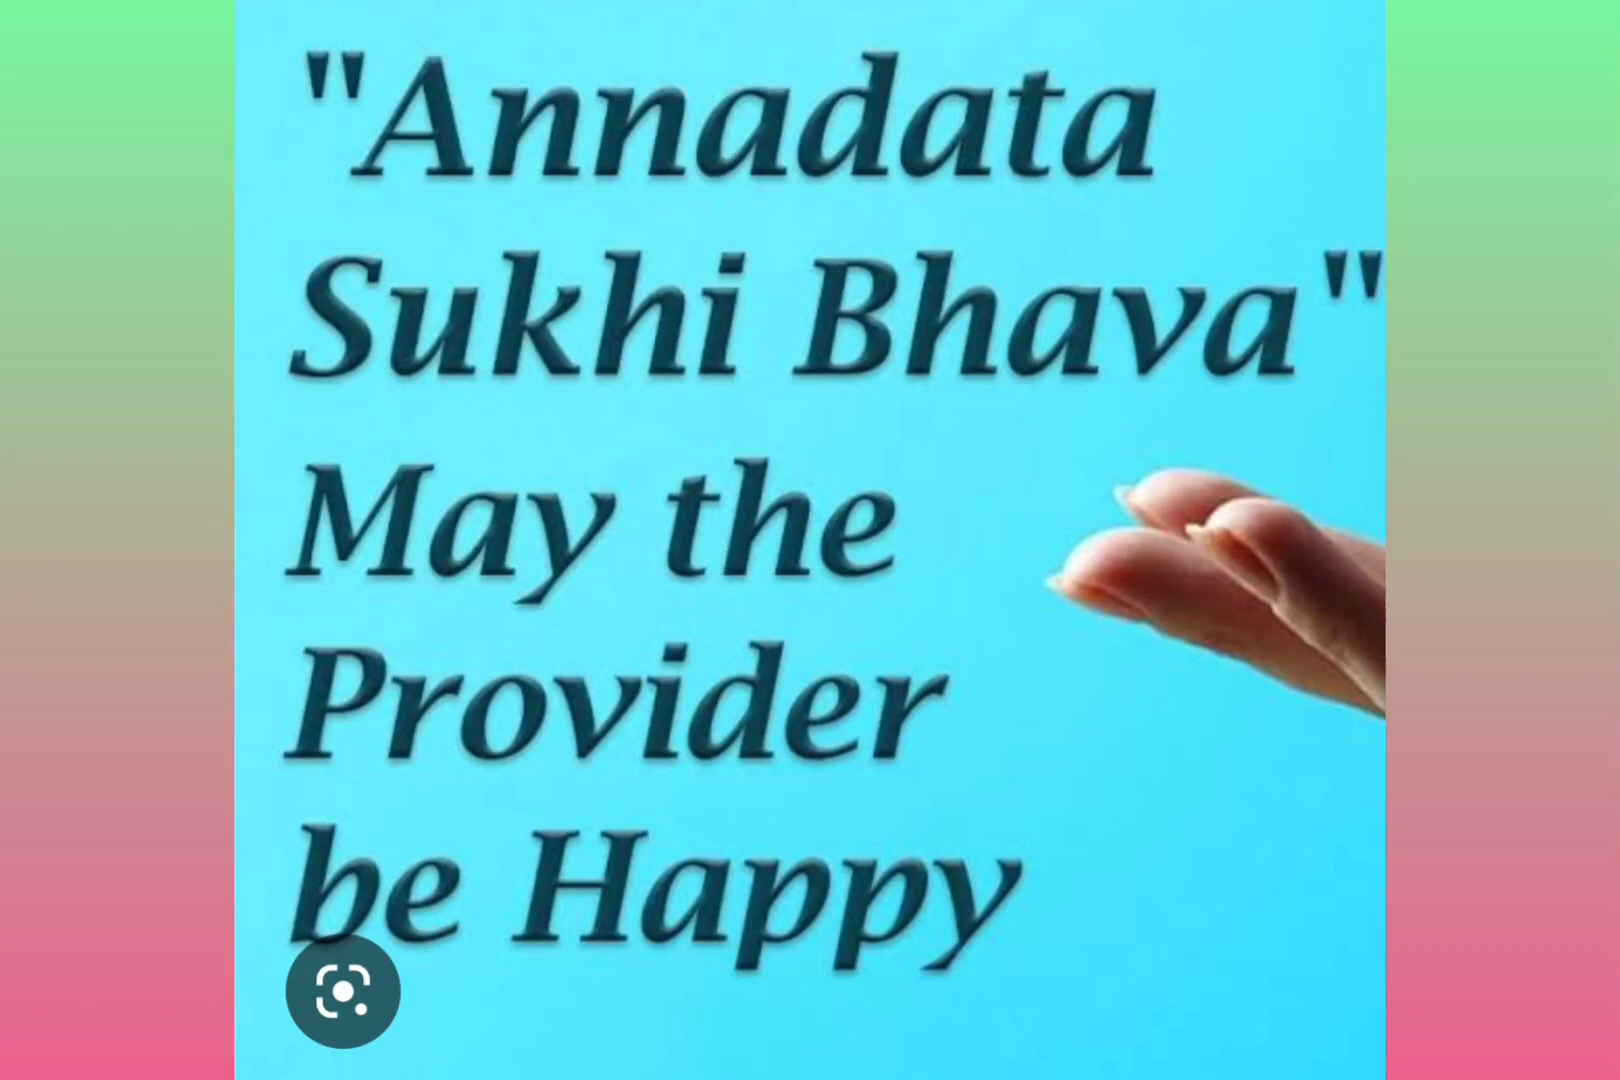 "Annadata
Sukhi Bhava"
May the
Provider
be Happy